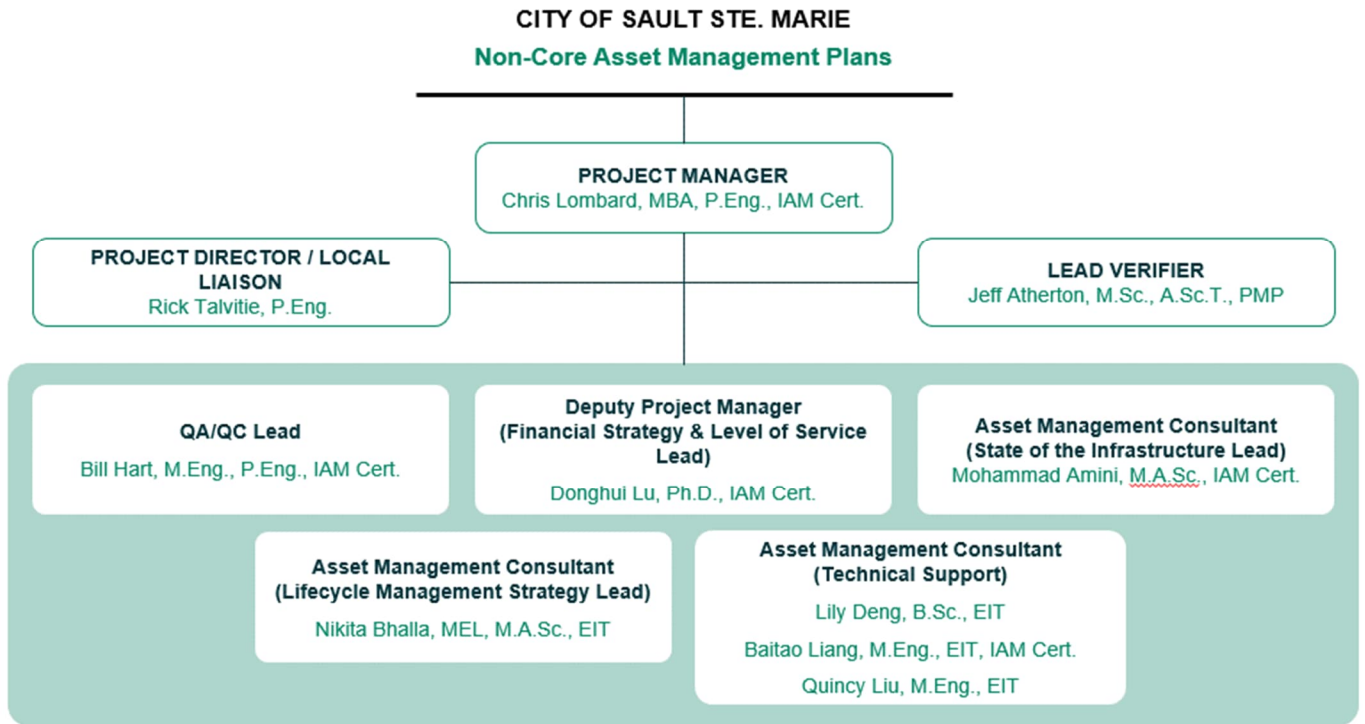 CITY OF SAULT STE. MARIE
Non-Core Asset Management Plans
PROJECT MANAGER
Chris Lombard, MBA, P.Eng., IAM Cert.
PROJECT DIRECTOR / LOCAL
LIAISON
Rick Talvitie, P.Eng.
LEAD VERIFIER
Jeff Atherton, M.Sc., A.Sc.T., PMP
QA/QC Lead
Bill Hart, M.Eng., P.Eng., IAM Cert.
Deputy Project Manager
(Financial Strategy & Level of Service
Lead)
Donghui Lu, Ph.D., IAM Cert.
Asset Management Consultant
(State of the Infrastructure Lead)
Mohammad Amini, M.A.Sc., IAM Cert.
Asset Management Consultant
(Lifecycle Management Strategy Lead)
Nikita Bhalla, MEL, M.A.Sc., EIT
Asset Management Consultant
(Technical Support)
Lily Deng, B.Sc., EIT
Baitao Liang, M.Eng., EIT, IAM Cert.
Quincy Liu, M.Eng., EIT